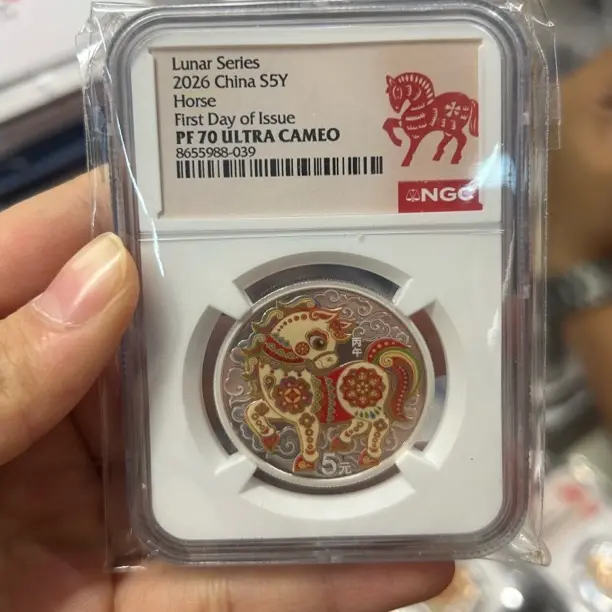 Lunar Series
2026 China S5Y
Horse
First Day of Issue
PF 70 ULTRA CAMEO
8655988-039
NGC
丙午
5元